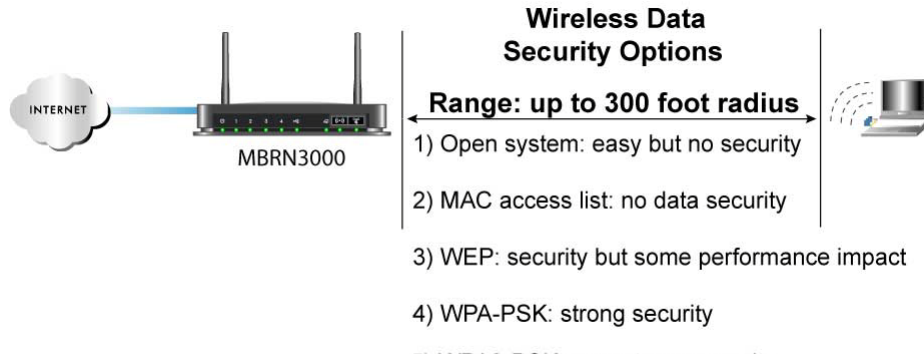 Wireless Data
Security Options
INTERNET
Range: up to 300 foot radius
MBRN3000
1) Open system: easy but no security
2) MAC access list: no data security
3) WEP: security but some performance impact
4) WPA-PSK: strong security